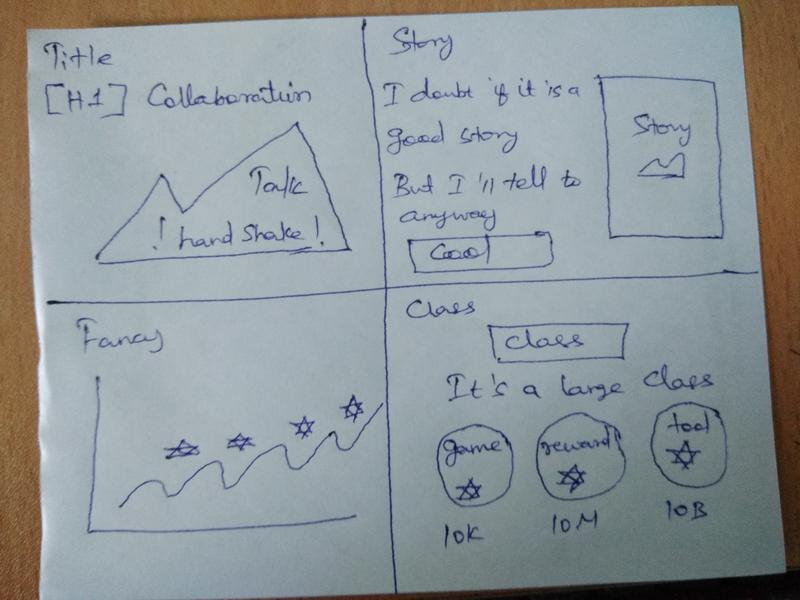 Title
[H1] Collaboration
Talk
! hand shake !
Story
I doubt if it is a
good story
But I'll tell to
anyway
Cool
Story
Fancy
Class
Class
It's a large class
game
reward
tool
10K
10M
10B